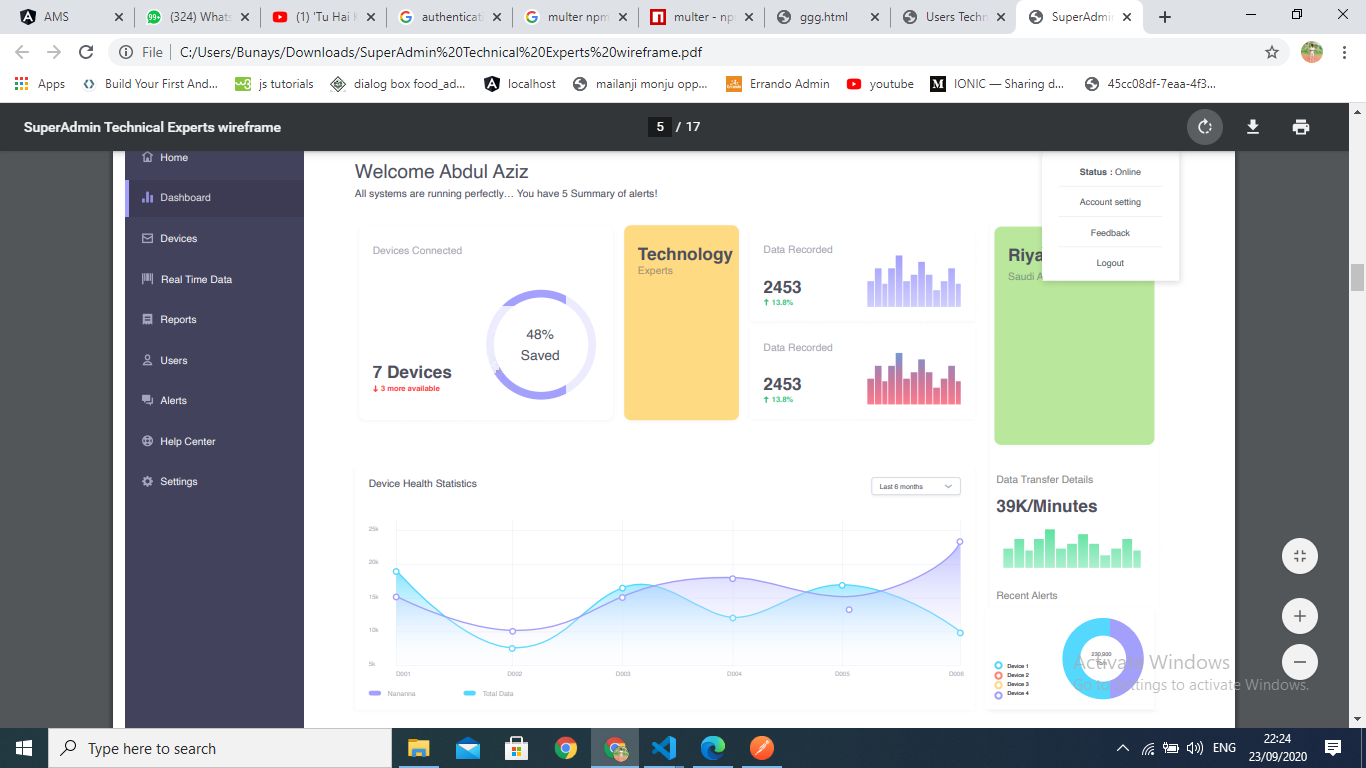 AMS
(324) Whats
(1) 'Tu Hai K
authenticati
multer npm
multer - np
ggg.html
Users Techn
SuperAdmi
File
C:/Users/Bunays/Downloads/SuperAdmin%20Technical%20Experts%20wireframe.pdf
Apps
Build Your First And...
js tutorials
dialog box food_ad...
localhost
mailanji monju opp...
Errando Admin
youtube
IONIC — Sharing d...
45cc08df-7eaa-4f3...
SuperAdmin Technical Experts wireframe
5 / 17
Home
Dashboard
Devices
Real Time Data
Reports
Users
Alerts
Help Center
Settings
Welcome Abdul Aziz
All systems are running perfectly... You have 5 Summary of alerts!
Status : Online
Account setting
Feedback
Logout
Devices Connected
48%
Saved
7 Devices
3 more available
Technology
Experts
Data Recorded
2453
13.8%
Data Recorded
2453
13.8%
Riya
Saudi A
Device Health Statistics
Last 6 months
25k
20k
15k
10k
5k
D001 D002 D003 D004 D005 D006
Nananna
Total Data
Data Transfer Details
39K/Minutes
Recent Alerts
Device 1
Device 2
Device 3
Device 4
230,900
Activate Windows
Go to Settings to activate Windows.
Type here to search
ENG
22:24
23/09/2020